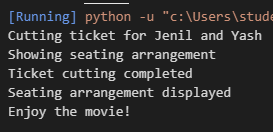 [Running] python -u "c:\Users\stude
Cutting ticket for Jenil and Yash
Showing seating arrangement
Ticket cutting completed
Seating arrangement displayed
Enjoy the movie!